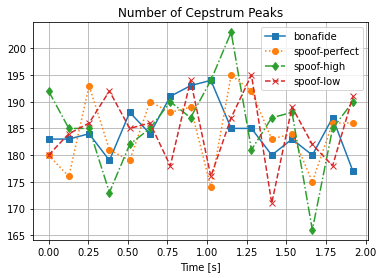 Number of Cepstrum Peaks
bonafide
spoof-perfect
spoof-high
spoof-low
200
195
190
185
180
175
170
165
0.00 0.25 0.50 0.75 1.00 1.25 1.50 1.75 2.00
Time [s]